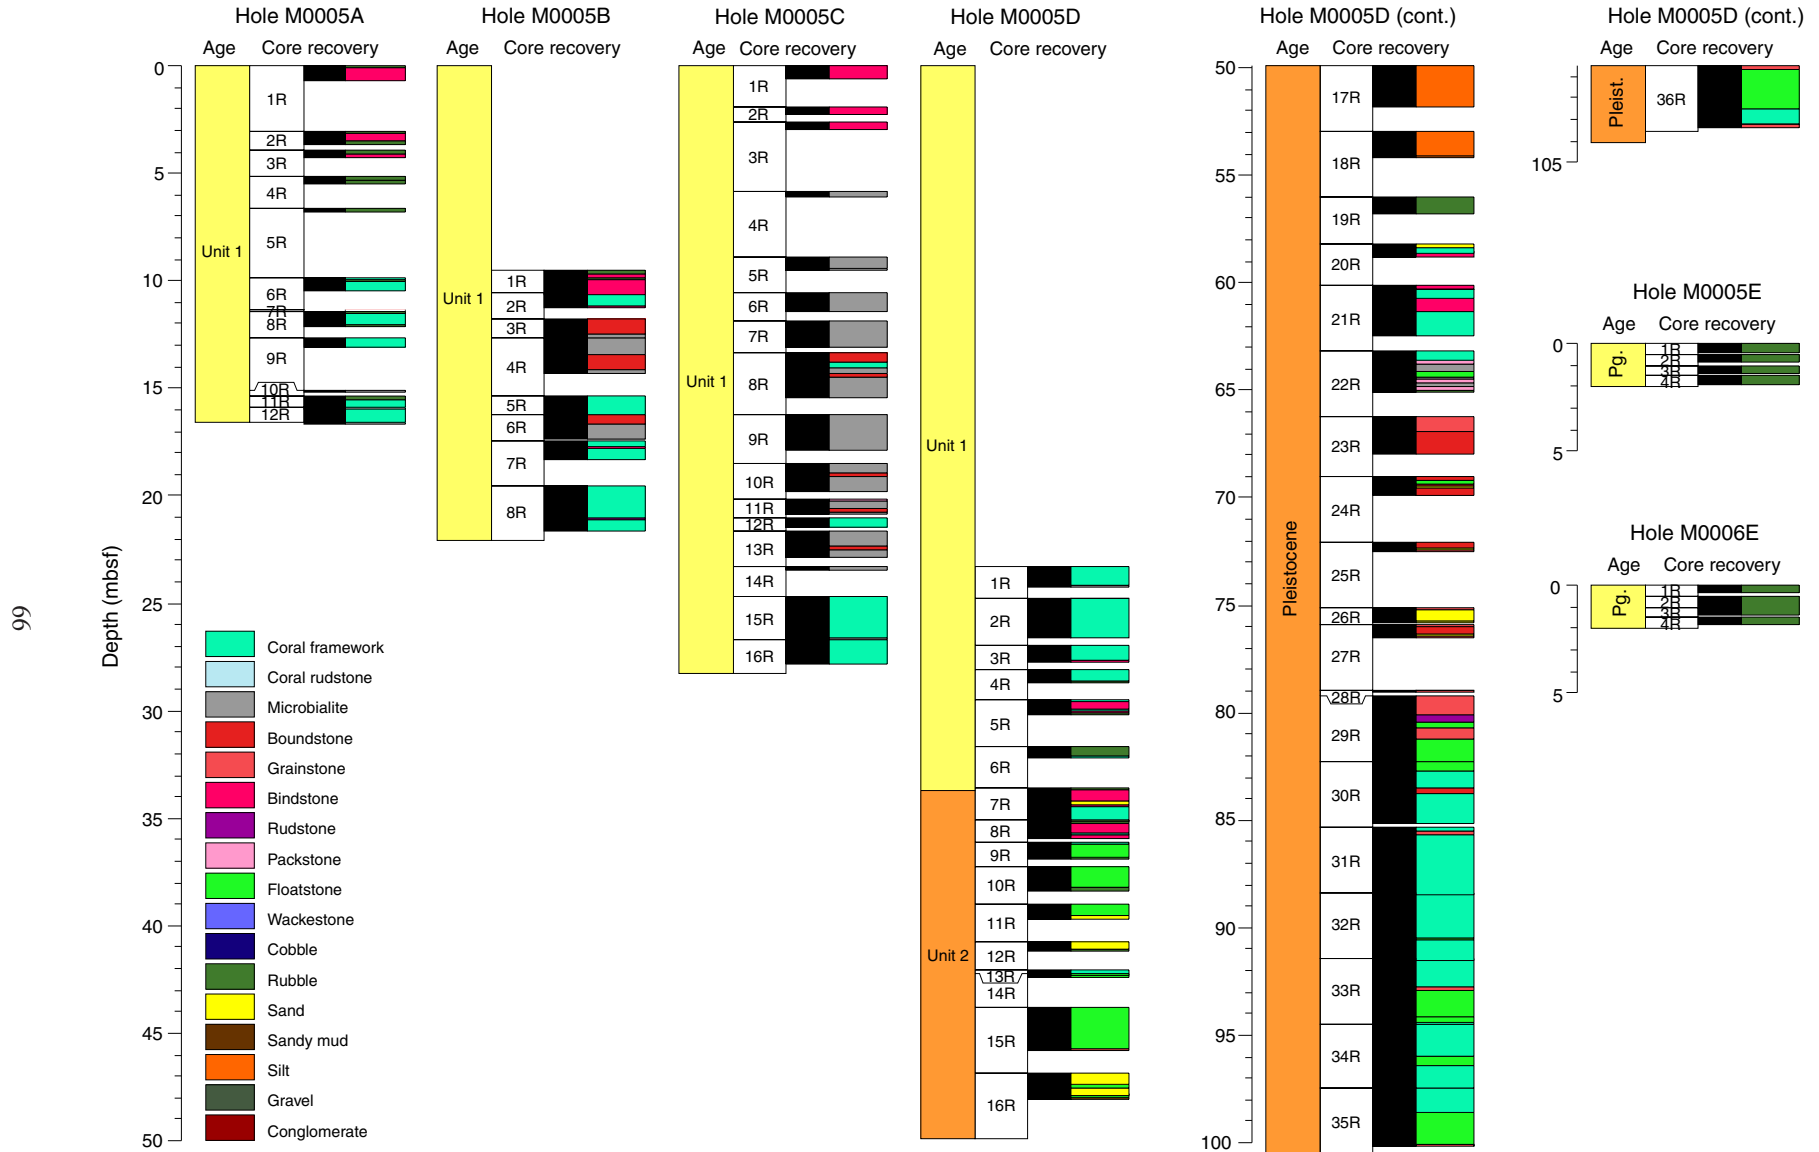 Hole M0005A
Age Core recovery
0
5
10
15
20
25
30
35
40
45
50
Depth (mbsf)
Unit 1
1R
2R
3R
4R
5R
6R
7R
8R
9R
10R
11R
12R
Coral framework
Coral rudstone
Microbialite
Boundstone
Grainstone
Bindstone
Rudstone
Packstone
Floatstone
Wackestone
Cobble
Rubble
Sand
Sandy mud
Silt
Gravel
Conglomerate
Hole M0005B
Age Core recovery
Unit 1
1R
2R
3R
4R
5R
6R
7R
8R
Hole M0005C
Age Core recovery
Unit 1
1R
2R
3R
4R
5R
6R
7R
8R
9R
10R
11R
12R
13R
14R
15R
16R
Hole M0005D
Age Core recovery
Unit 1
Unit 2
1R
2R
3R
4R
5R
6R
7R
8R
9R
10R
11R
12R
13R
14R
15R
16R
Hole M0005D (cont.)
Age Core recovery
50
55
60
65
70
75
80
85
90
95
100
Pleistocene
17R
18R
19R
20R
21R
22R
23R
24R
25R
26R
27R
28R
29R
30R
31R
32R
33R
34R
35R
Hole M0005D (cont.)
Age Core recovery
Pleist.
36R
105
Hole M0005E
Age Core recovery
0
5
Pg.
1R
2R
3R
4R
Hole M0006E
Age Core recovery
0
5
Pg.
1R
2R
3R
4R
99